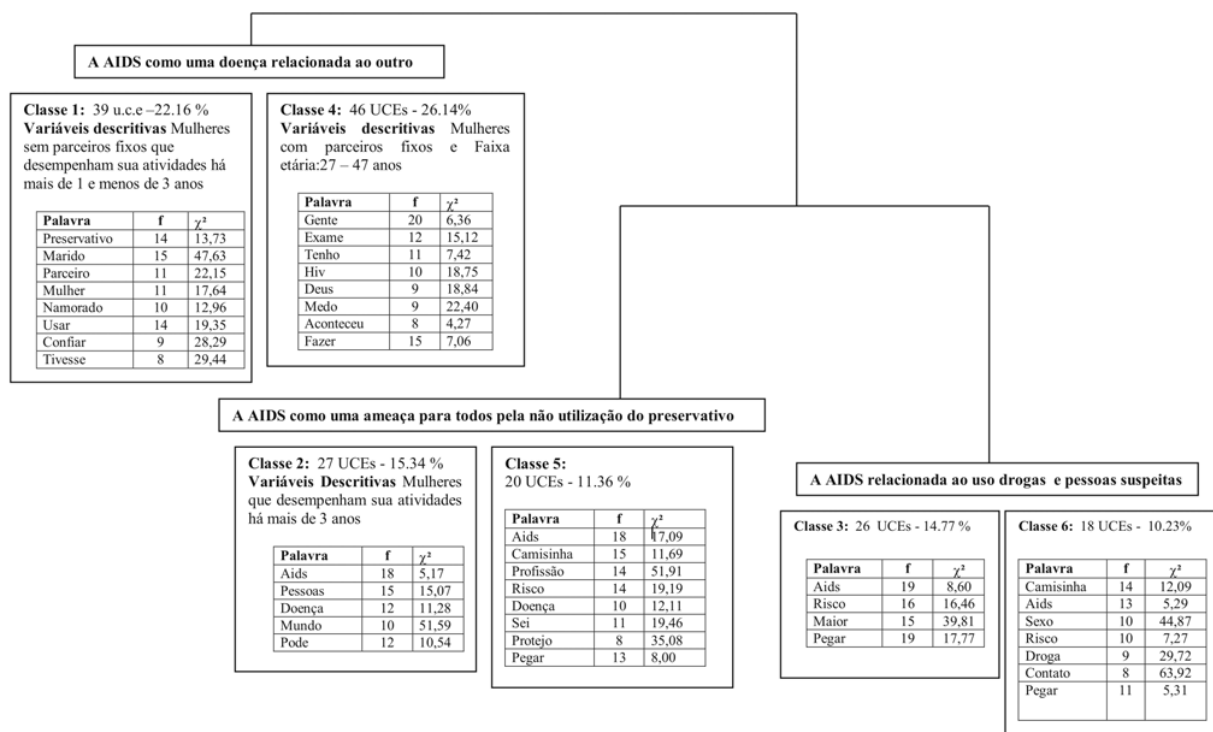 A AIDS como uma doença relacionada ao outro
Classe 1: 39 u.c.e –22.16 %
Variáveis descritivas Mulheres
sem parceiros fixos que
desempenham sua atividades há
mais de 1 e menos de 3 anos
Palavra f χ²
Preservativo 14 13,73
Marido 15 47,63
Parceiro 11 22,15
Mulher 11 17,64
Namorado 10 12,96
Usar 14 19,35
Confiar 9 28,29
Tivesse 8 29,44
Classe 4: 46 UCEs - 26.14%
Variáveis descritivas Mulheres
com parceiros fixos e Faixa
etária:27 – 47 anos
Palavra f χ²
Gente 20 6,36
Exame 12 15,12
Tenho 11 7,42
Hiv 10 18,75
Deus 9 18,84
Medo 9 22,40
Aconteceu 8 4,27
Fazer 15 7,06
A AIDS como uma ameaça para todos pela não utilização do preservativo
Classe 2: 27 UCEs - 15.34 %
Variáveis Descritivas Mulheres
que desempenham sua atividades
há mais de 3 anos
Palavra f χ²
Aids 18 5,17
Pessoas 15 15,07
Doença 12 11,28
Mundo 10 51,59
Pode 12 10,54
Classe 5:
20 UCEs - 11.36 %
Palavra f χ²
Aids 18 17,09
Camisinha 15 11,69
Profissão 14 51,91
Risco 14 19,19
Doença 10 12,11
Sei 11 19,46
Protejo 8 35,08
Pegar 13 8,00
A AIDS relacionada ao uso drogas e pessoas suspeitas
Classe 3: 26 UCEs - 14.77 %
Palavra f χ²
Aids 19 8,60
Risco 16 16,46
Maior 15 39,81
Pegar 19 17,77
Classe 6: 18 UCEs - 10.23%
Palavra f χ²
Camisinha 14 12,09
Aids 13 5,29
Sexo 10 44,87
Risco 10 7,27
Droga 9 29,72
Contato 8 63,92
Pegar 11 5,31